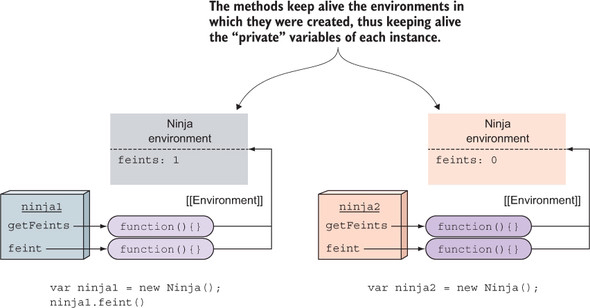 The methods keep alive the environments in
which they were created, thus keeping alive
the “private” variables of each instance.
Ninja
environment
feints: 1
Ninja
environment
feints: 0
[[Environment]]
[[Environment]]
ninja1
getFeints
function(){}
feint
function(){}
ninja2
getFeints
function(){}
feint
function(){}
var ninja1 = new Ninja();
ninja1.feint()
var ninja2 = new Ninja();